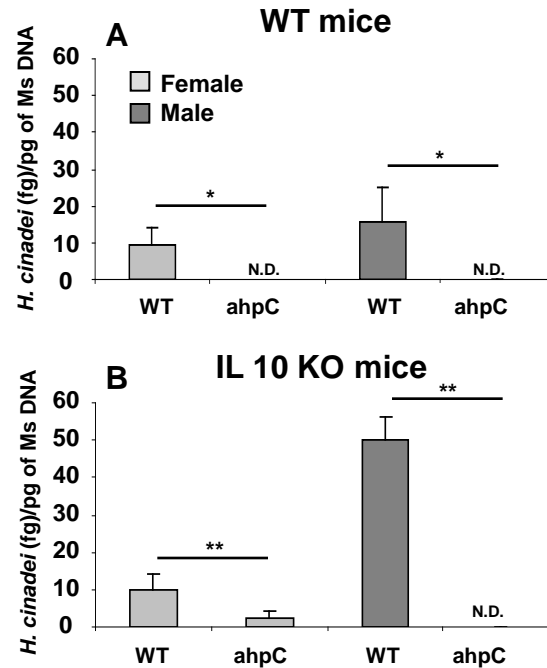 A
WT mice
H. cinadei (fg)/pg of Ms DNA
60
50
40
30
20
10
0
Female
Male
*
*
N.D.
N.D.
WT
ahpC
WT
ahpC
B
IL 10 KO mice
H. cinadei (fg)/pg of Ms DNA
60
50
40
30
20
10
0
**
**
N.D.
WT
ahpC
WT
ahpC